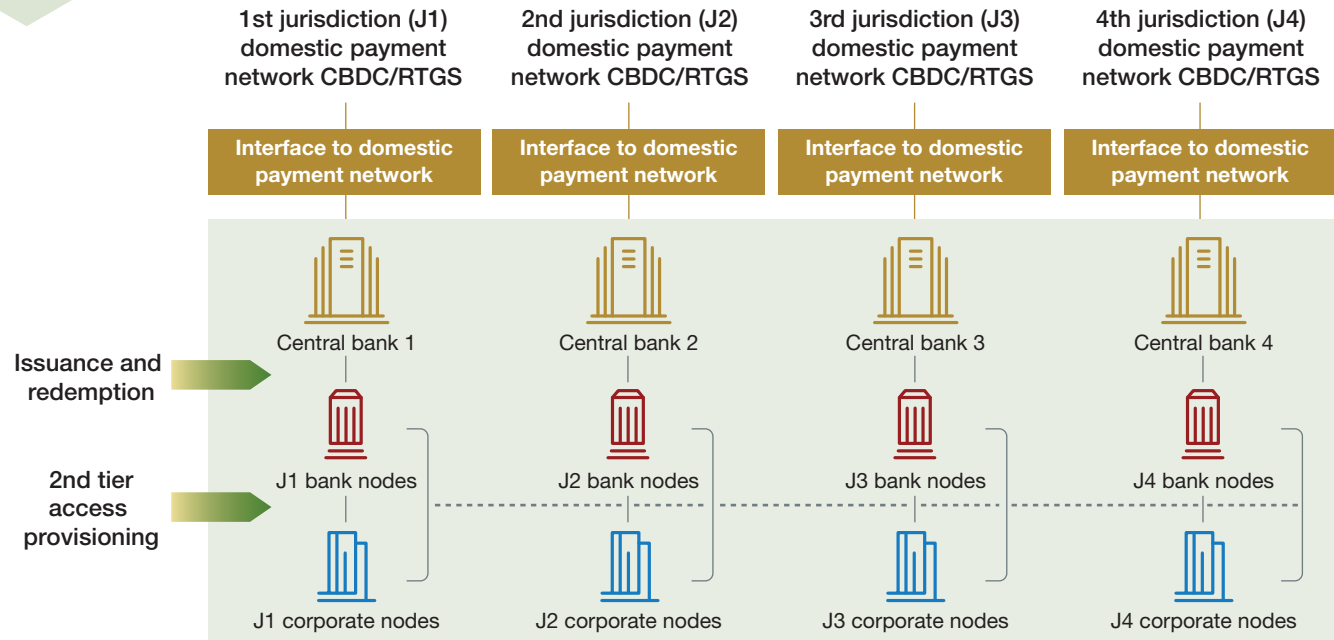 1st jurisdiction (J1)
domestic payment
network CBDC/RTGS
2nd jurisdiction (J2)
domestic payment
network CBDC/RTGS
3rd jurisdiction (J3)
domestic payment
network CBDC/RTGS
4th jurisdiction (J4)
domestic payment
network CBDC/RTGS
Interface to domestic
payment network
Interface to domestic
payment network
Interface to domestic
payment network
Interface to domestic
payment network
Central bank 1
Central bank 2
Central bank 3
Central bank 4
Issuance and
redemption
J1 bank nodes
J2 bank nodes
J3 bank nodes
J4 bank nodes
2nd tier
access
provisioning
J1 corporate nodes
J2 corporate nodes
J3 corporate nodes
J4 corporate nodes